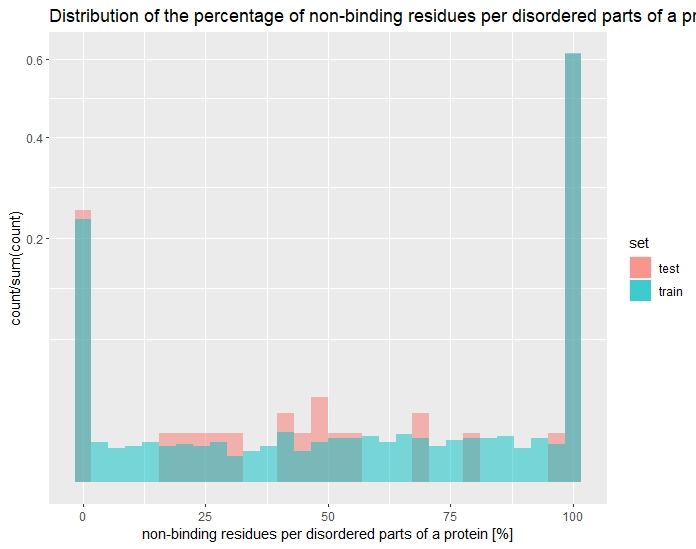 Distribution of the percentage of non-binding residues per disordered parts of a
0.6
0.4
0.2
count/sum(count)
0
25
50
75
100
non-binding residues per disordered parts of a protein [%]
set
test
train